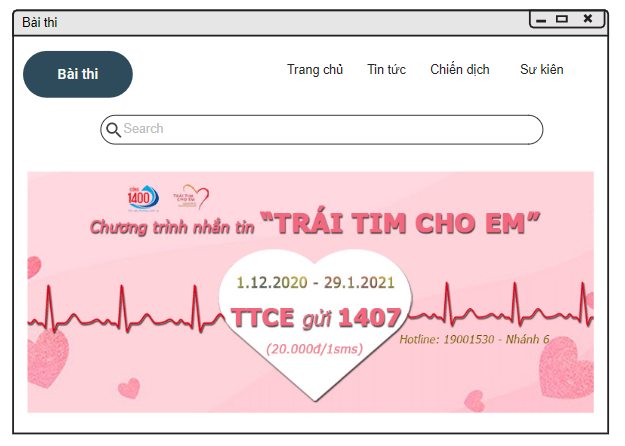 Bài thi
Bài thi
Trang chủ
Tin tức
Chiến dịch
Sư kiên
Search
CỔNG
1400
TRÁI TIM
CHO EM
Chương trình nhắn tin “TRÁI TIM CHO EM”
1.12.2020 - 29.1.2021
TTCE gửi 1407
(20.000đ/1sms)
Hotline: 19001530 - Nhánh 6